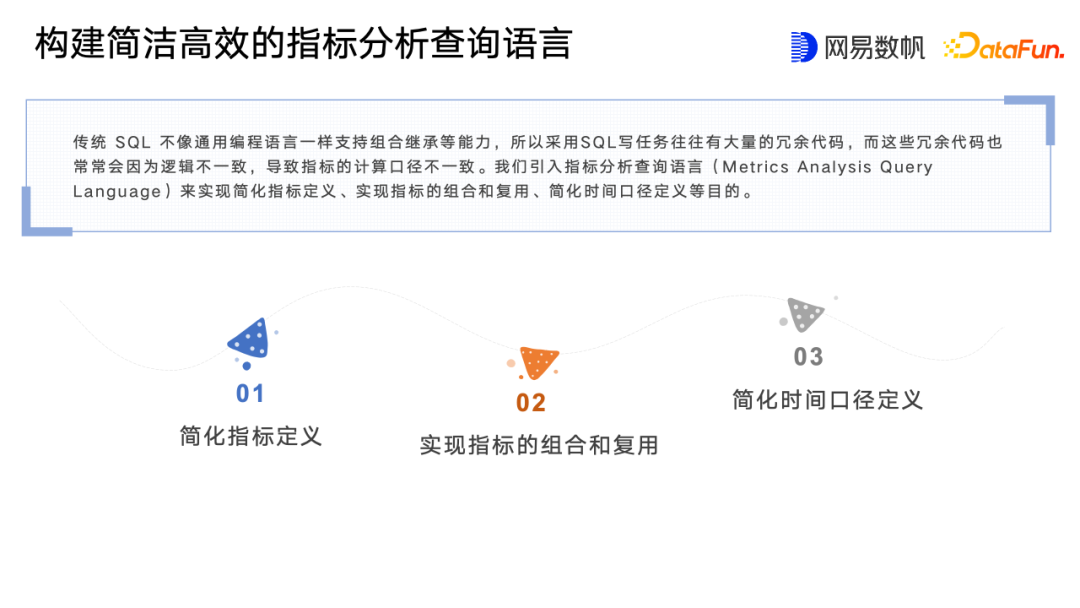 构建简洁高效的指标分析查询语言
网易数帆
DataFun.
传统 SQL 不像通用编程语言一样支持组合继承等能力，所以采用SQL写任务往往有大量的冗余代码，而这些冗余代码也
常常会因为逻辑不一致，导致指标的计算口径不一致。我们引入指标分析查询语言（Metrics Analysis Query
Language）来实现简化指标定义、实现指标的组合和复用、简化时间口径定义等目的。
01
简化指标定义
02
实现指标的组合和复用
03
简化时间口径定义